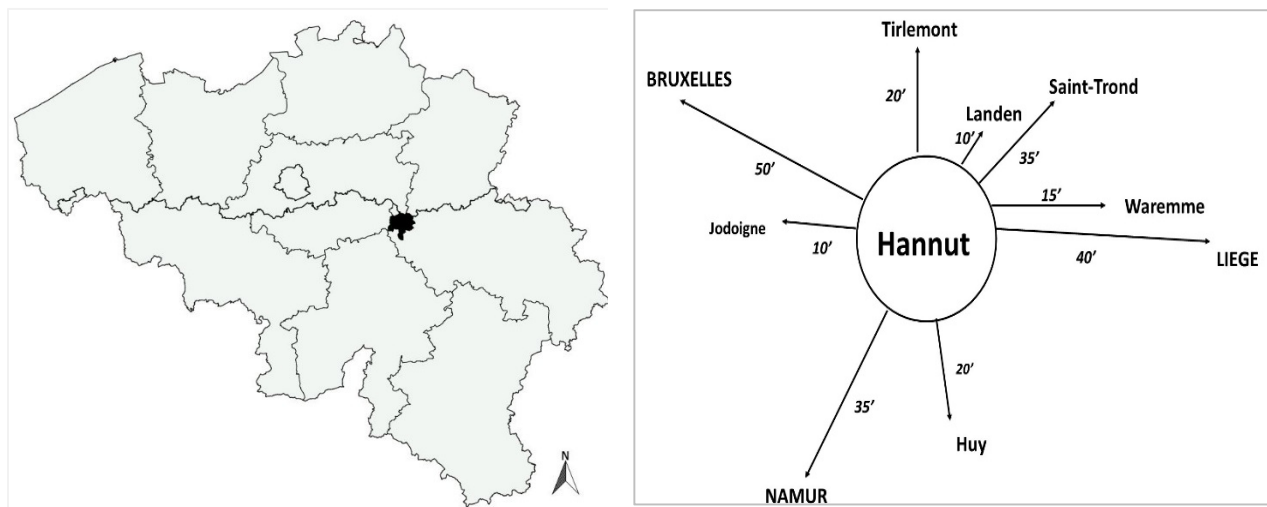 N
Tirlemont
BRUXELLES
Saint-Trond
20’
Landen
10’
35’
50’
15’
Waremme
Jodoigne
Hannut
10’
40’
LIEGE
20’
35’
Huy
NAMUR